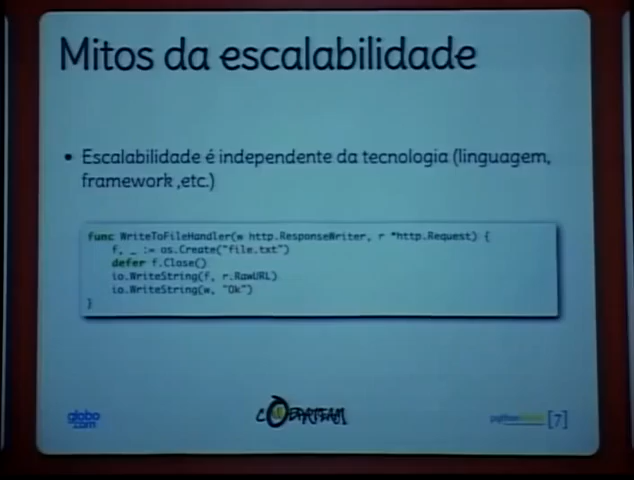 Mitos da escalabilidade
• Escalabilidade é independente da tecnologia (linguagem,
framework ,etc.)
func WriteToFileHandler(w http.ResponseWriter, r *http.Request) {
f, _ := os.Create("file.txt")
defer f.Close()
io.WriteString(f, r.RawURL)
io.WriteString(w, "Ok")
}
globo
.com
python
[7]